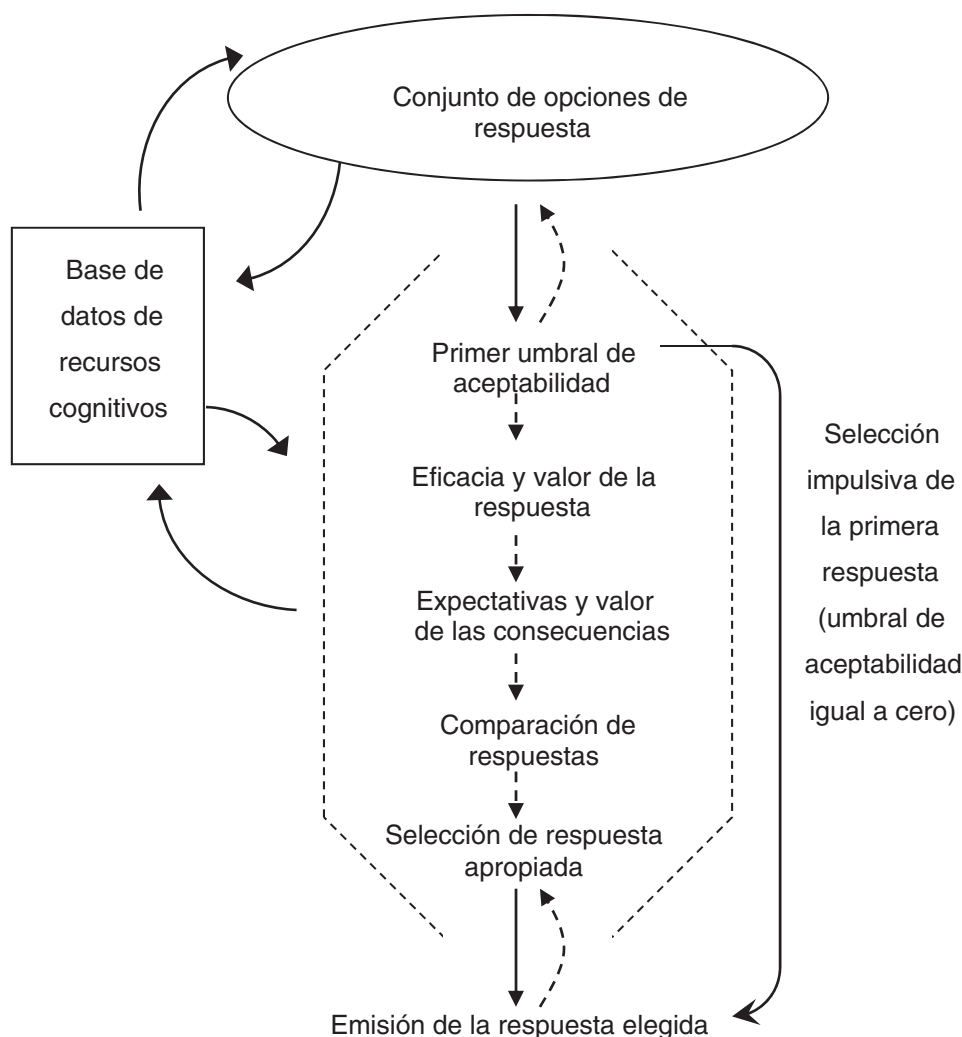 Conjunto de opciones de
respuesta
Base de
datos de
recursos
cognitivos
Primer umbral de
aceptabilidad
Eficacia y valor de la
respuesta
Expectativas y valor
de las consecuencias
Comparación de
respuestas
Selección de respuesta
apropiada
Emisión de la respuesta elegida
Selección
impulsiva de
la primera
respuesta
(umbral de
aceptabilidad
igual a cero)